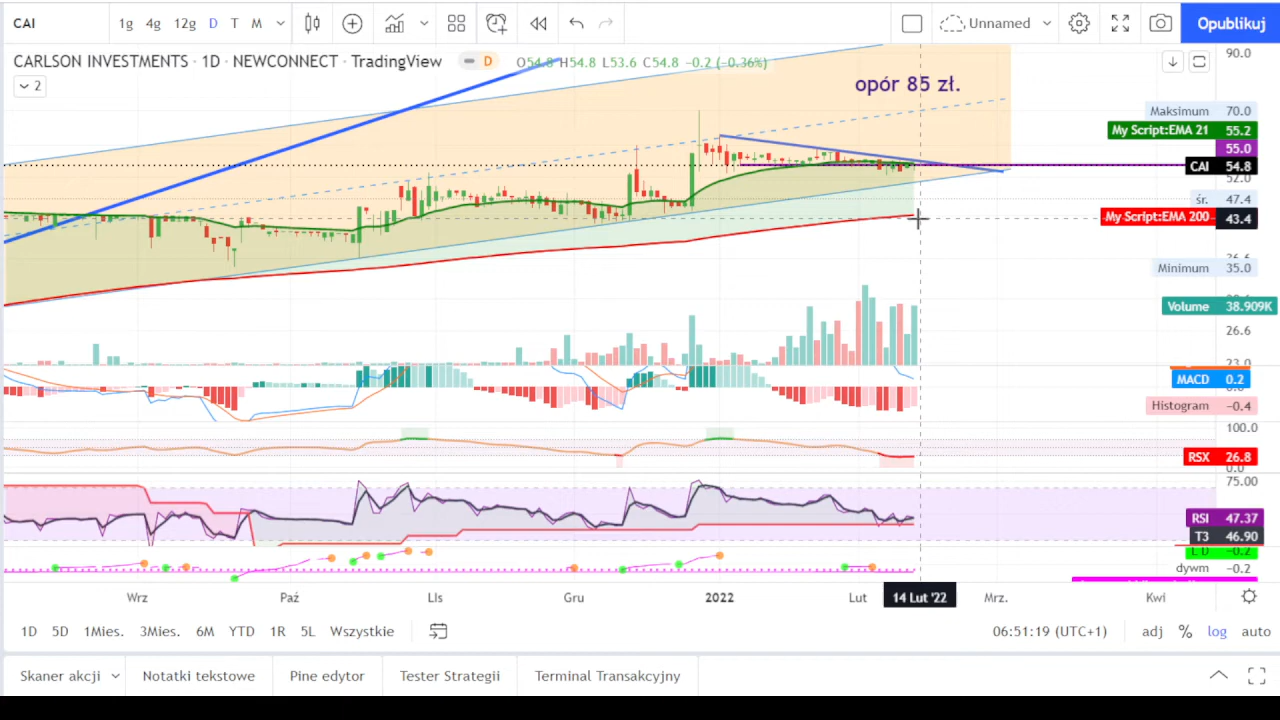 CAI 1g 4g 12g D T M Unnamed Opublikuj
CARLSON INVESTMENTS · 1D · NEWCONNECT · TradingView D O54.8 H54.8 L53.6 C54.8 −0.2 (−0.36%)
2
opór 85 zł.
90.0
Maksimum 70.0
My Script:EMA 21 55.2
55.0
CAI 54.8
52.0
śr. 47.4
My Script:EMA 200 43.4
Minimum 35.0
Volume 38.909K
26.6
23.0
MACD 0.2
Histogram −0.4
100.0
RSX 26.8
0.0
75.00
RSI 47.37
T3 46.90
L D −0.2
dywm −0.2
Wrz Paź Lis Gru 2022 Lut 14 Lut '22 Mrz. Kwi
1D 5D 1Mies. 3Mies. 6M YTD 1R 5L Wszystkie 06:51:19 (UTC+1) adj % log auto
Skaner akcji Notatki tekstowe Pine edytor Tester Strategii Terminal Transakcyjny